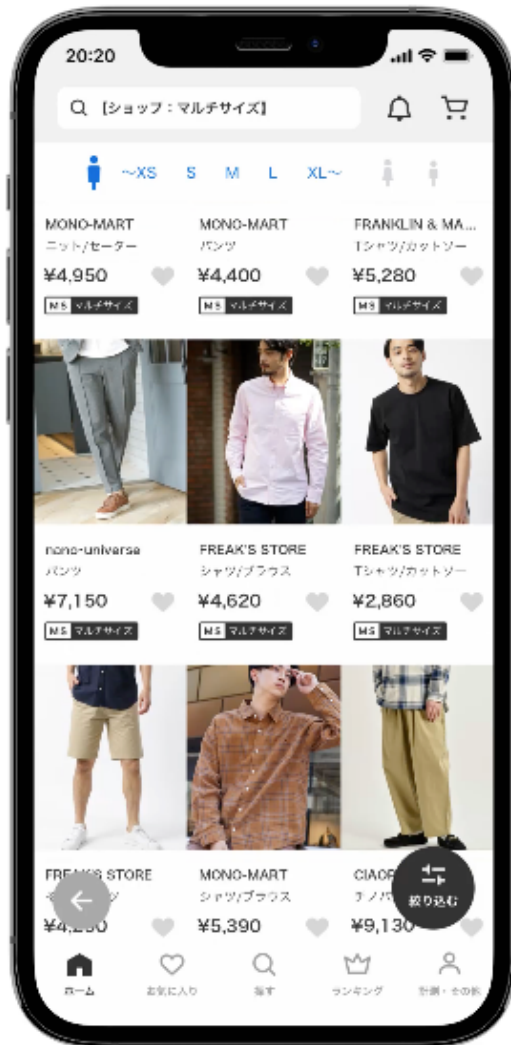 20:20
[ショップ：マルチサイズ]
～XS S M L XL～
MONO-MART MONO-MART FRANKLIN & MA...
ニット/セーター パンツ Tシャツ/カットソー
¥4,950 ¥4,400 ¥5,280
MS マルチサイズ MS マルチサイズ MS マルチサイズ
nano・universe FREAK'S STORE FREAK'S STORE
パンツ シャツ/ブラウス Tシャツ/カットソー
¥7,150 ¥4,620 ¥2,860
MS マルチサイズ MS マルチサイズ MS マルチサイズ
STORE MONO-MART
シャツ/ブラウス
¥5,390 ¥9,130
絞り込む
ホーム お気に入り 探す ランキング 計測・その他